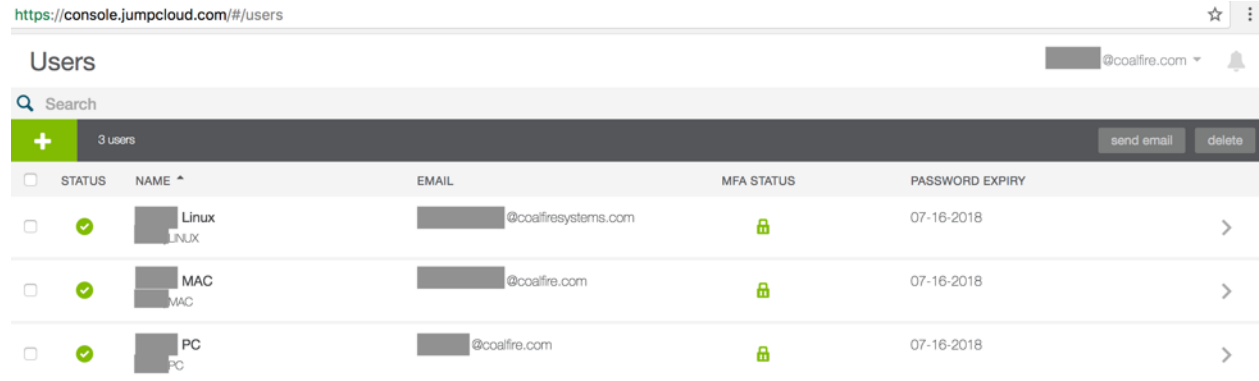 https://console.jumpcloud.com/#/users
Users
@coalfire.com
Search
3 users
send email delete
STATUS NAME EMAIL MFA STATUS PASSWORD EXPIRY
Linux @coalfiresystems.com 07-16-2018
LINUX
MAC @coalfire.com 07-16-2018
MAC
PC @coalfire.com 07-16-2018
PC